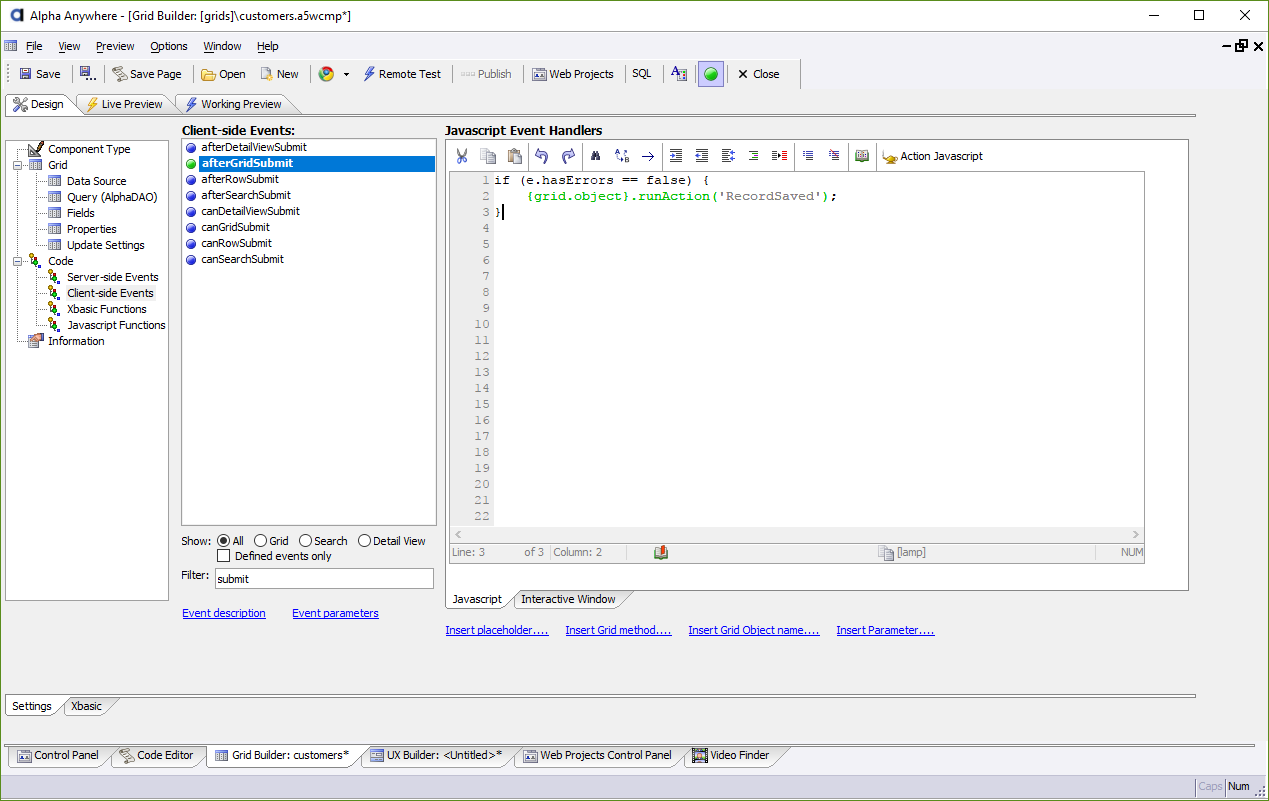 Alpha Anywhere - [Grid Builder: [grids]\customers.a5wcmp*]
File View Preview Options Window Help
Save Save Page Open New Remote Test Publish Web Projects SQL Close
Design Live Preview Working Preview
Component Type
Grid
Data Source
Query (AlphaDAO)
Fields
Properties
Update Settings
Code
Server-side Events
Client-side Events
Xbasic Functions
Javascript Functions
Information
Client-side Events:
afterDetailViewSubmit
afterGridSubmit
afterRowSubmit
afterSearchSubmit
canDetailViewSubmit
canGridSubmit
canRowSubmit
canSearchSubmit
Show: All Grid Search Detail View
Defined events only
Filter: submit
Event description Event parameters
Javascript Event Handlers
Action Javascript
1 if (e.hasErrors == false) {
2 {grid.object}.runAction('RecordSaved');
3 }
4
5
6
7
8
9
10
11
12
13
14
15
16
17
18
19
20
21
22
Line: 3 of 3 Column: 2 [lamp] NUM
Javascript Interactive Window
Insert placeholder.... Insert Grid method.... Insert Grid Object name.... Insert Parameter....
Settings Xbasic
Control Panel Code Editor Grid Builder: customers* UX Builder: <Untitled>* Web Projects Control Panel Video Finder
Caps Num